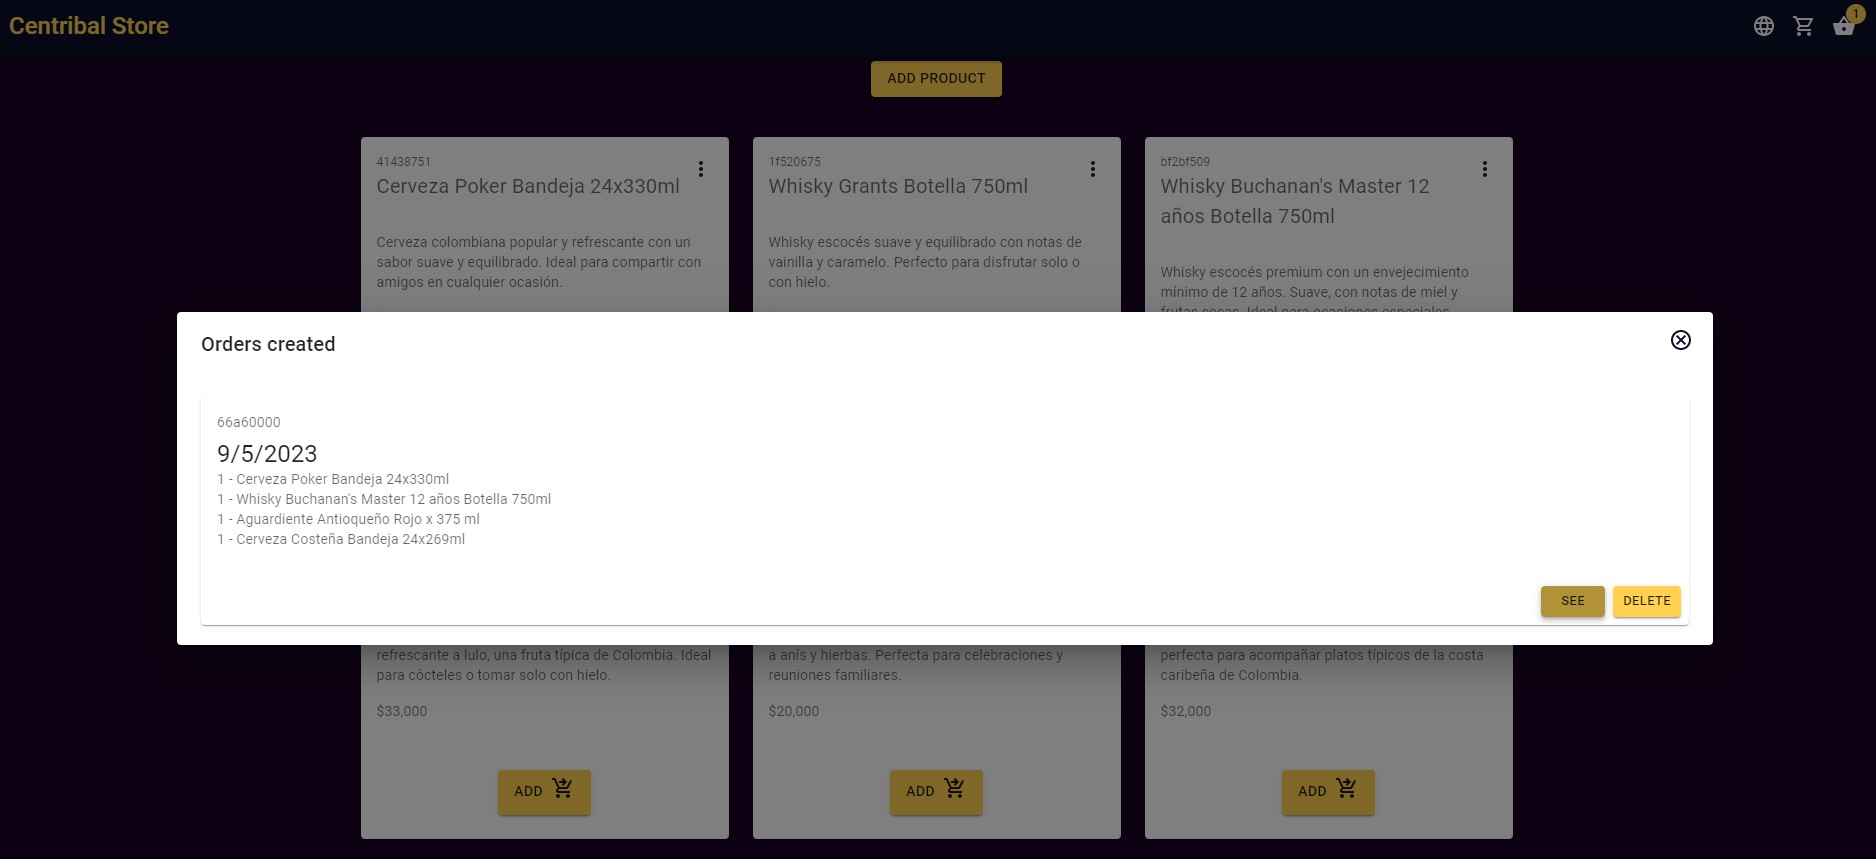 Centribal Store
1
ADD PRODUCT
41438751
Cerveza Poker Bandeja 24x330ml
Cerveza colombiana popular y refrescante con un
sabor suave y equilibrado. Ideal para compartir con
amigos en cualquier ocasión.
1f520675
Whisky Grants Botella 750ml
Whisky escocés suave y equilibrado con notas de
vainilla y caramelo. Perfecto para disfrutar solo o
con hielo.
bf2bf509
Whisky Buchanan's Master 12
años Botella 750ml
Whisky escocés premium con un envejecimiento
mínimo de 12 años. Suave, con notas de miel y
frutas secas. Ideal para ocasiones especiales.
Orders created
66a60000
9/5/2023
1 - Cerveza Poker Bandeja 24x330ml
1 - Whisky Buchanan's Master 12 años Botella 750ml
1 - Aguardiente Antioqueño Rojo x 375 ml
1 - Cerveza Costeña Bandeja 24x269ml
SEE
DELETE
refrescante a lulo, una fruta típica de Colombia. Ideal
para cócteles o tomar solo con hielo.
$33,000
ADD
a anís y hierbas. Perfecta para celebraciones y
reuniones familiares.
$20,000
ADD
perfecta para acompañar platos típicos de la costa
caribeña de Colombia.
$32,000
ADD